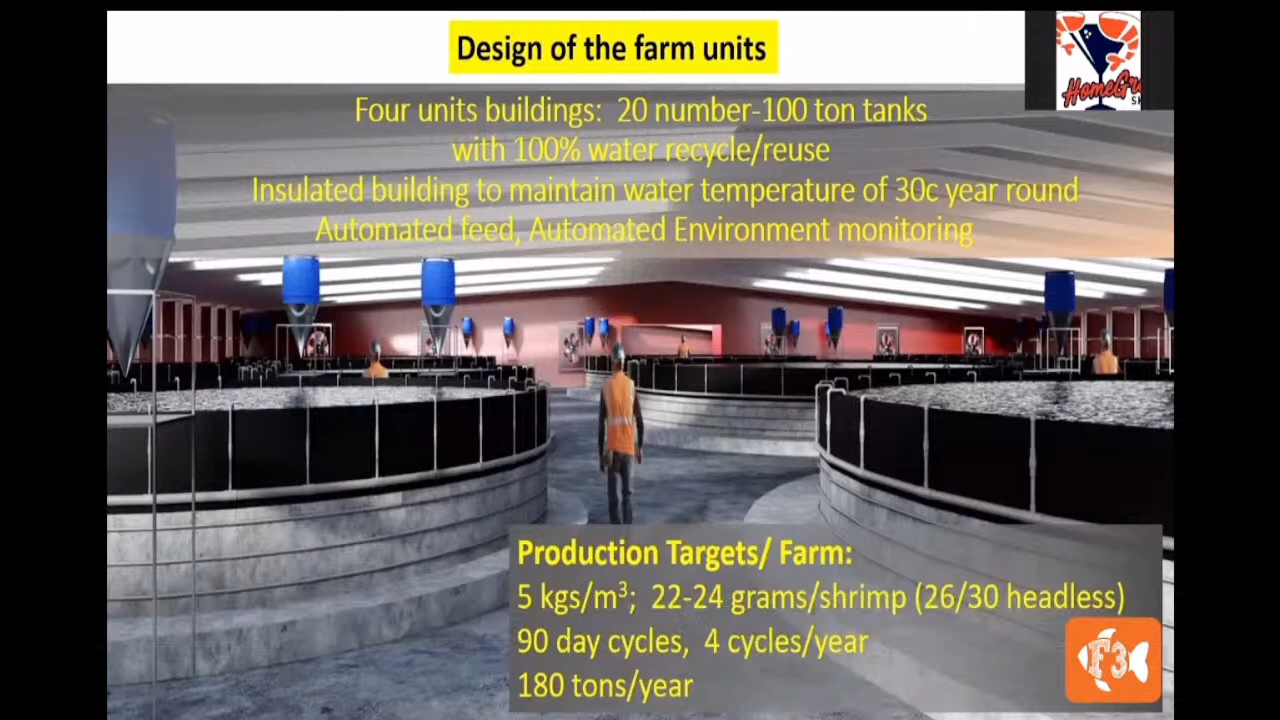 Design of the farm units
HomeGr
Four units buildings: 20 number-100 ton tanks
with 100% water recycle/reuse
Insulated building to maintain water temperature of 30c year round
Automated feed, Automated Environment monitoring
Production Targets/ Farm:
5 kgs/m³; 22-24 grams/shrimp (26/30 headless)
90 day cycles, 4 cycles/year
180 tons/year
F3